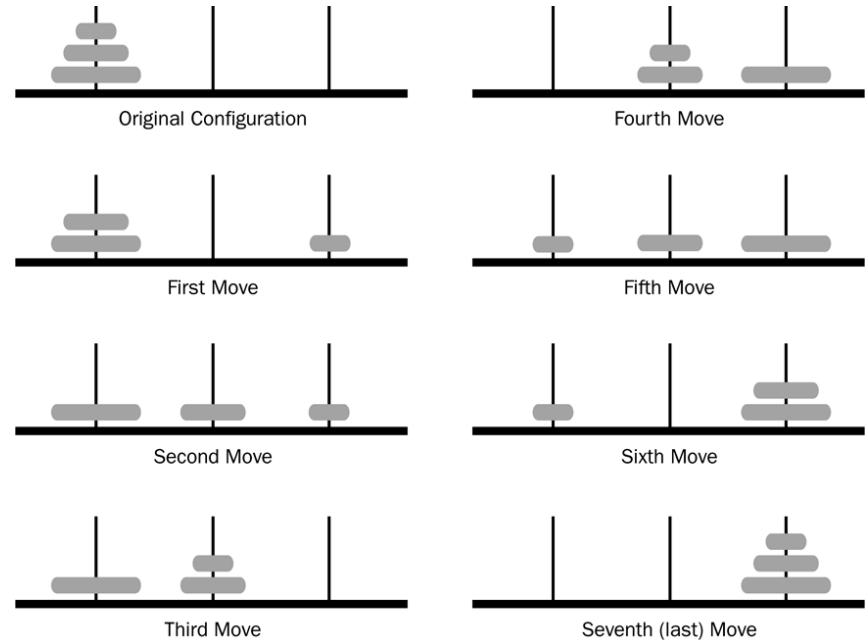 Original Configuration
First Move
Second Move
Third Move
Fourth Move
Fifth Move
Sixth Move
Seventh (last) Move